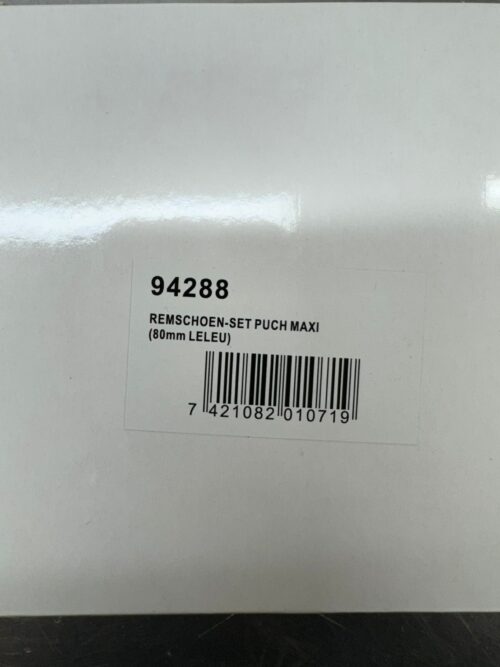 94288
REMSCHOEN-SET PUCH MAXI
(80mm LELEU)
7 421082 010719